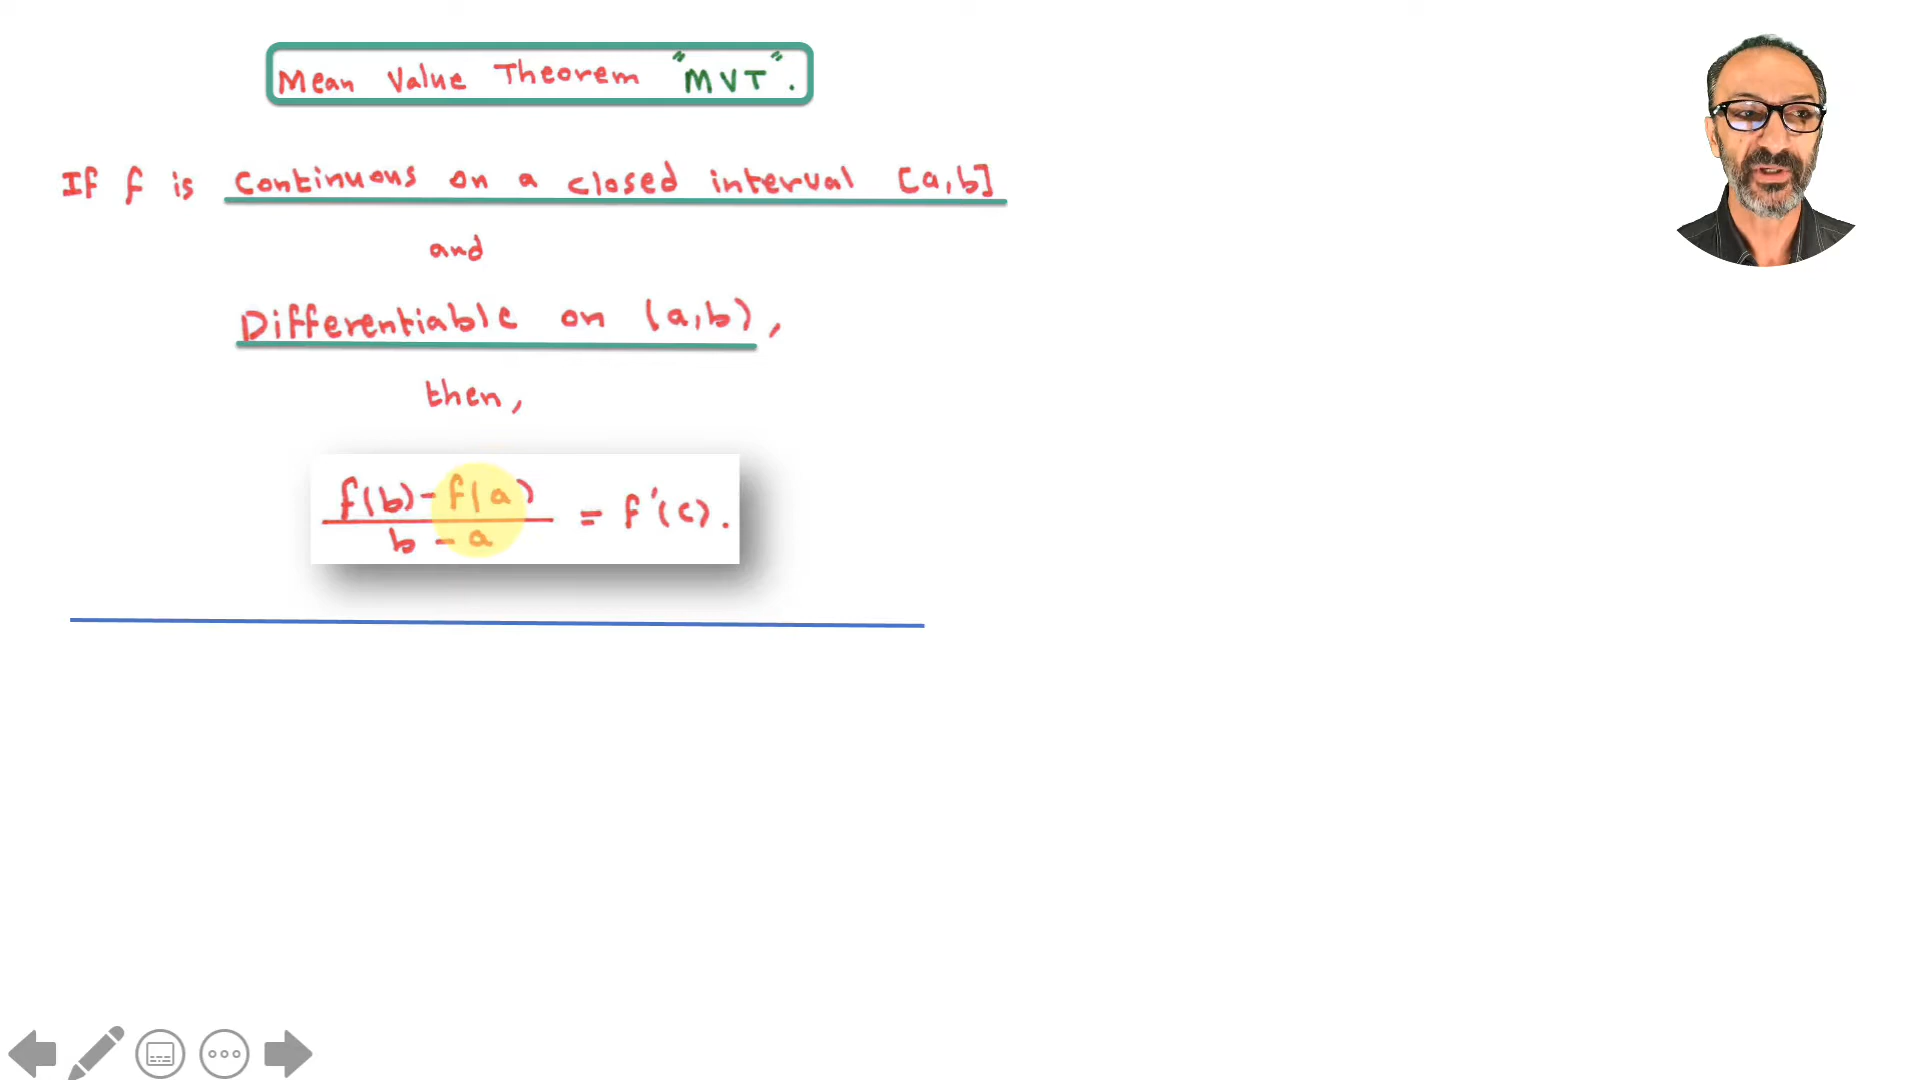 Mean Value Theorem "MVT".
If f is continuous on a closed interval [a,b]
and
Differentiable on (a,b),
then,
f(b)-f(a)
b-a
= f'(c).